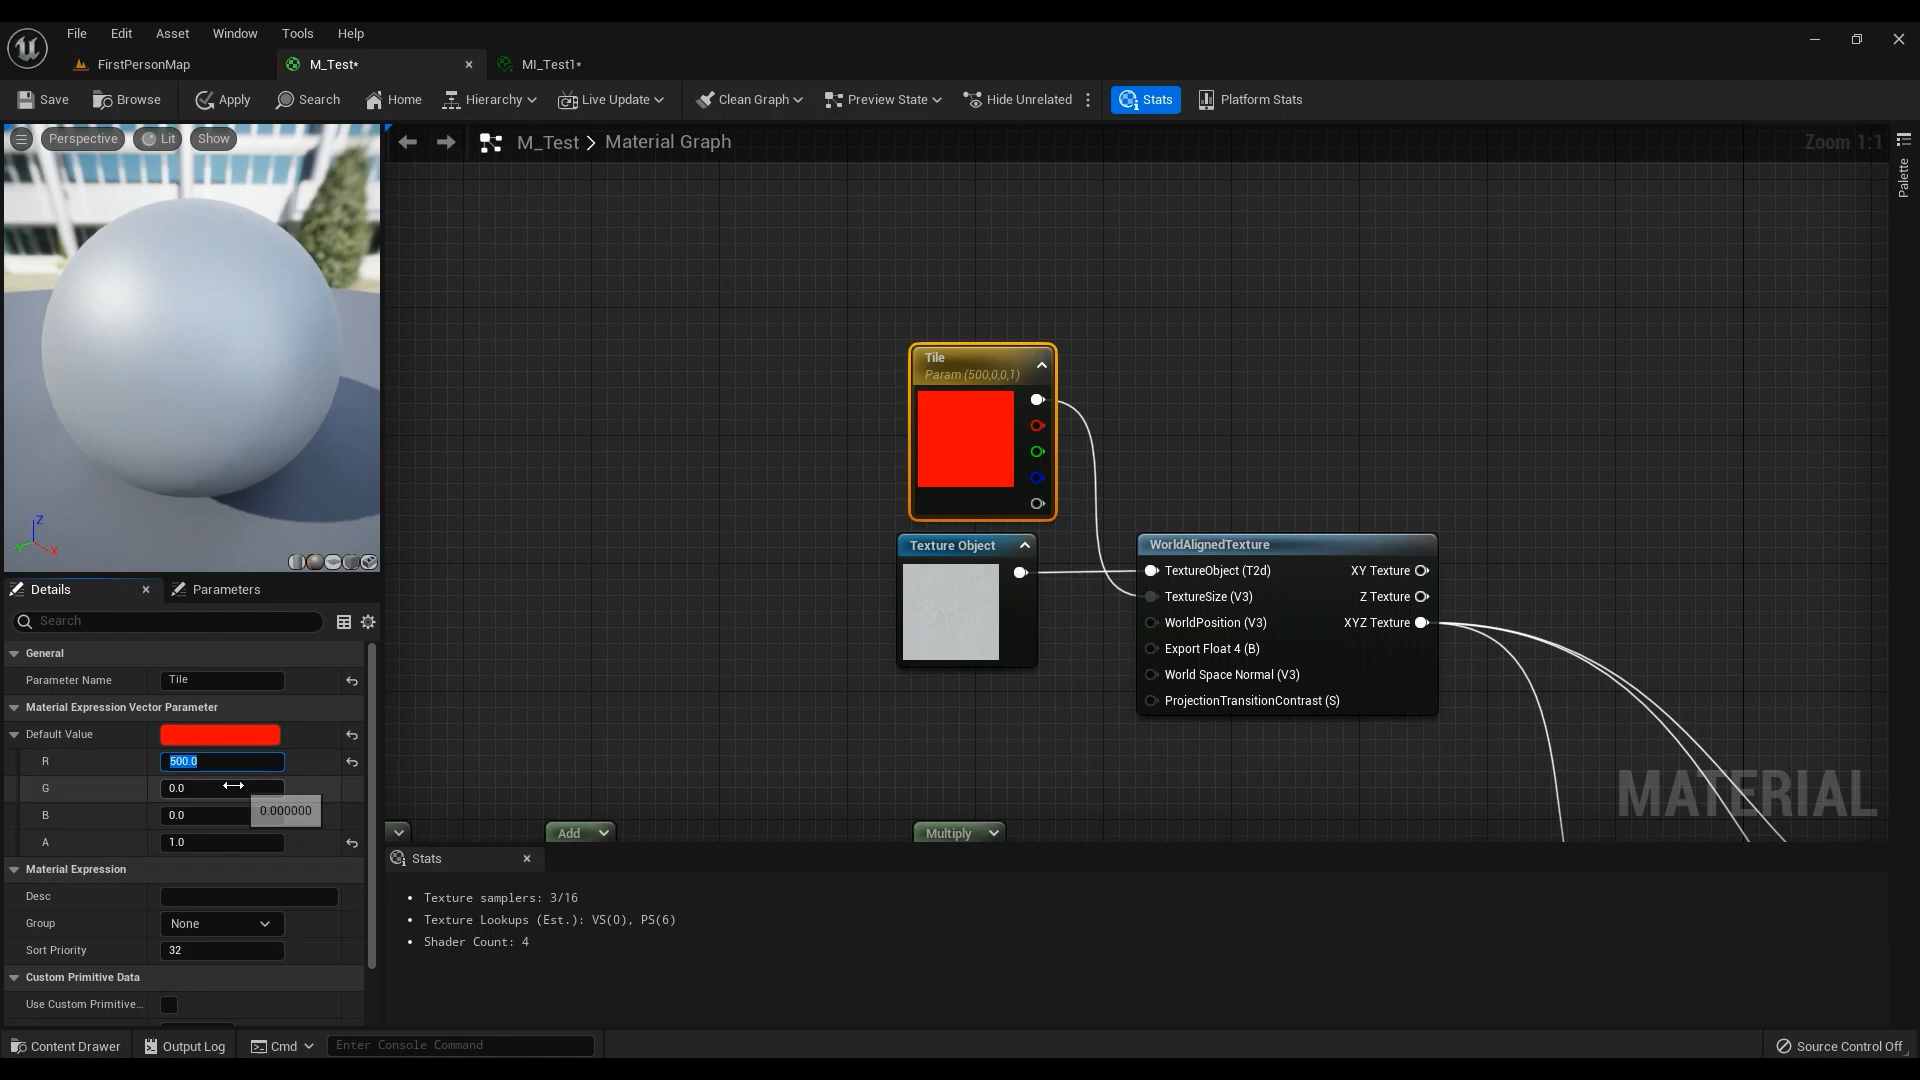 File Edit Asset Window Tools Help
FirstPersonMap M_Test* MI_Test1*
Save Browse Apply Search Home Hierarchy Live Update Clean Graph Preview State Hide Unrelated Stats Platform Stats
Perspective Lit Show
M_Test > Material Graph
Zoom 1:1
Palette
Tile
Param (500,0,0,1)
Texture Object
WorldAlignedTexture
TextureObject (T2d) XY Texture
TextureSize (V3) Z Texture
WorldPosition (V3) XYZ Texture
Export Float 4 (B)
World Space Normal (V3)
ProjectionTransitionContrast (S)
MATERIAL
Add Multiply
Z
Y X
Details Parameters
Search
General
Parameter Name Tile
Material Expression Vector Parameter
Default Value
R 500.0
G 0.0
B 0.0
0.000000
A 1.0
Material Expression
Desc
Group None
Sort Priority 32
Custom Primitive Data
Use Custom Primitive...
Stats
• Texture samplers: 3/16
• Texture Lookups (Est.): VS(0), PS(6)
• Shader Count: 4
Content Drawer Output Log Cmd Enter Console Command Source Control Off